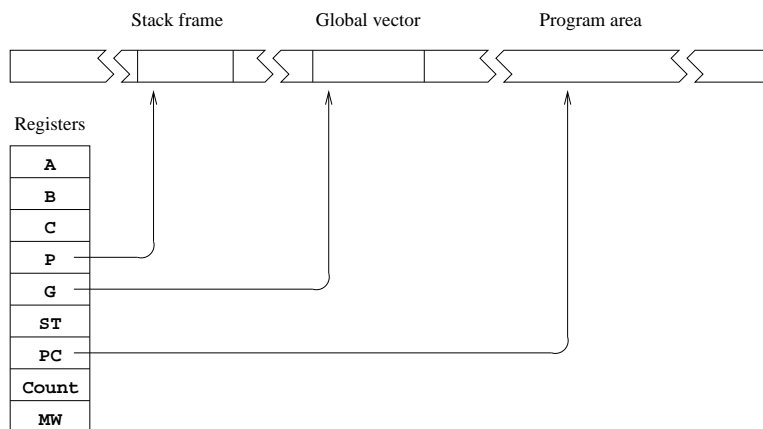 Stack frame Global vector Program area
Registers
A
B
C
P
G
ST
PC
Count
MW